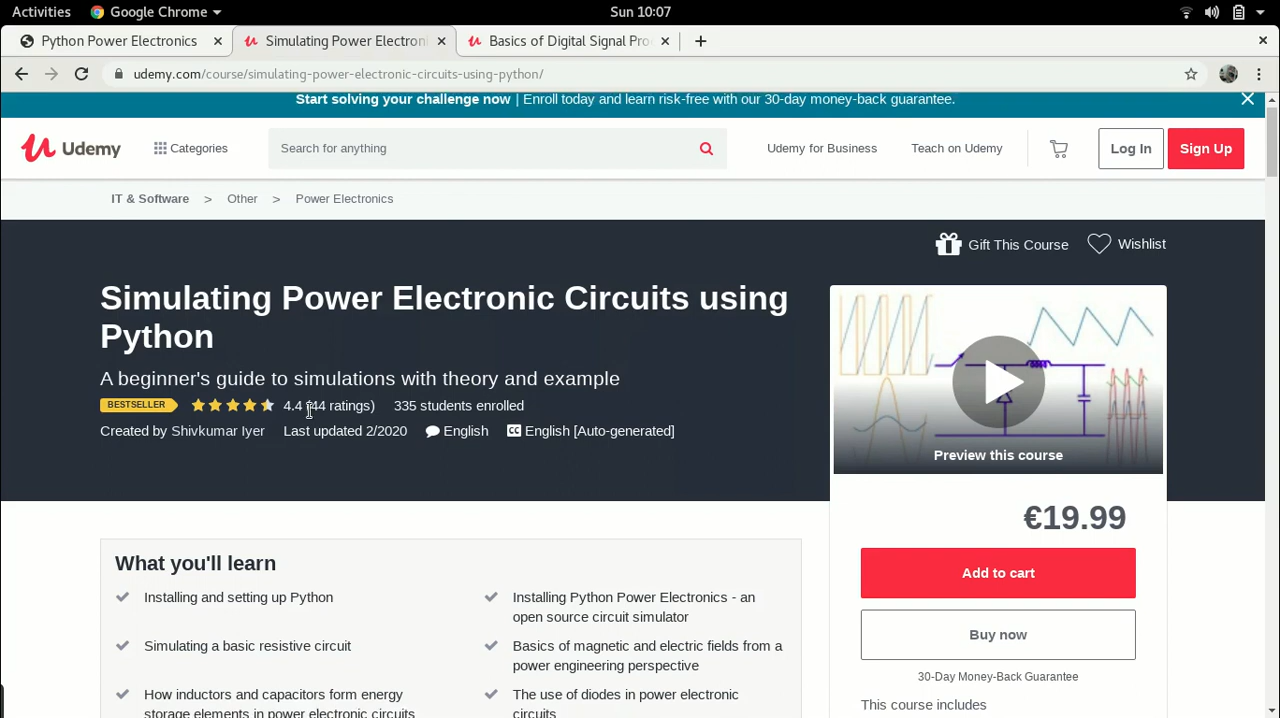 Activities Google Chrome Sun 10:07
Python Power Electronics Simulating Power Electroni Basics of Digital Signal Pro
udemy.com/course/simulating-power-electronic-circuits-using-python/
Start solving your challenge now | Enroll today and learn risk-free with our 30-day money-back guarantee.
Udemy Categories Search for anything Udemy for Business Teach on Udemy Log In Sign Up
IT & Software > Other > Power Electronics
Gift This Course Wishlist
Simulating Power Electronic Circuits using
Python
A beginner's guide to simulations with theory and example
BESTSELLER 4.4 (44 ratings) 335 students enrolled
Created by Shivkumar Iyer Last updated 2/2020 English CC English [Auto-generated]
Preview this course
€19.99
Add to cart
Buy now
30-Day Money-Back Guarantee
This course includes
What you'll learn
Installing and setting up Python
Installing Python Power Electronics - an
open source circuit simulator
Simulating a basic resistive circuit
Basics of magnetic and electric fields from a
power engineering perspective
How inductors and capacitors form energy
storage elements in power electronic circuits
The use of diodes in power electronic
circuits